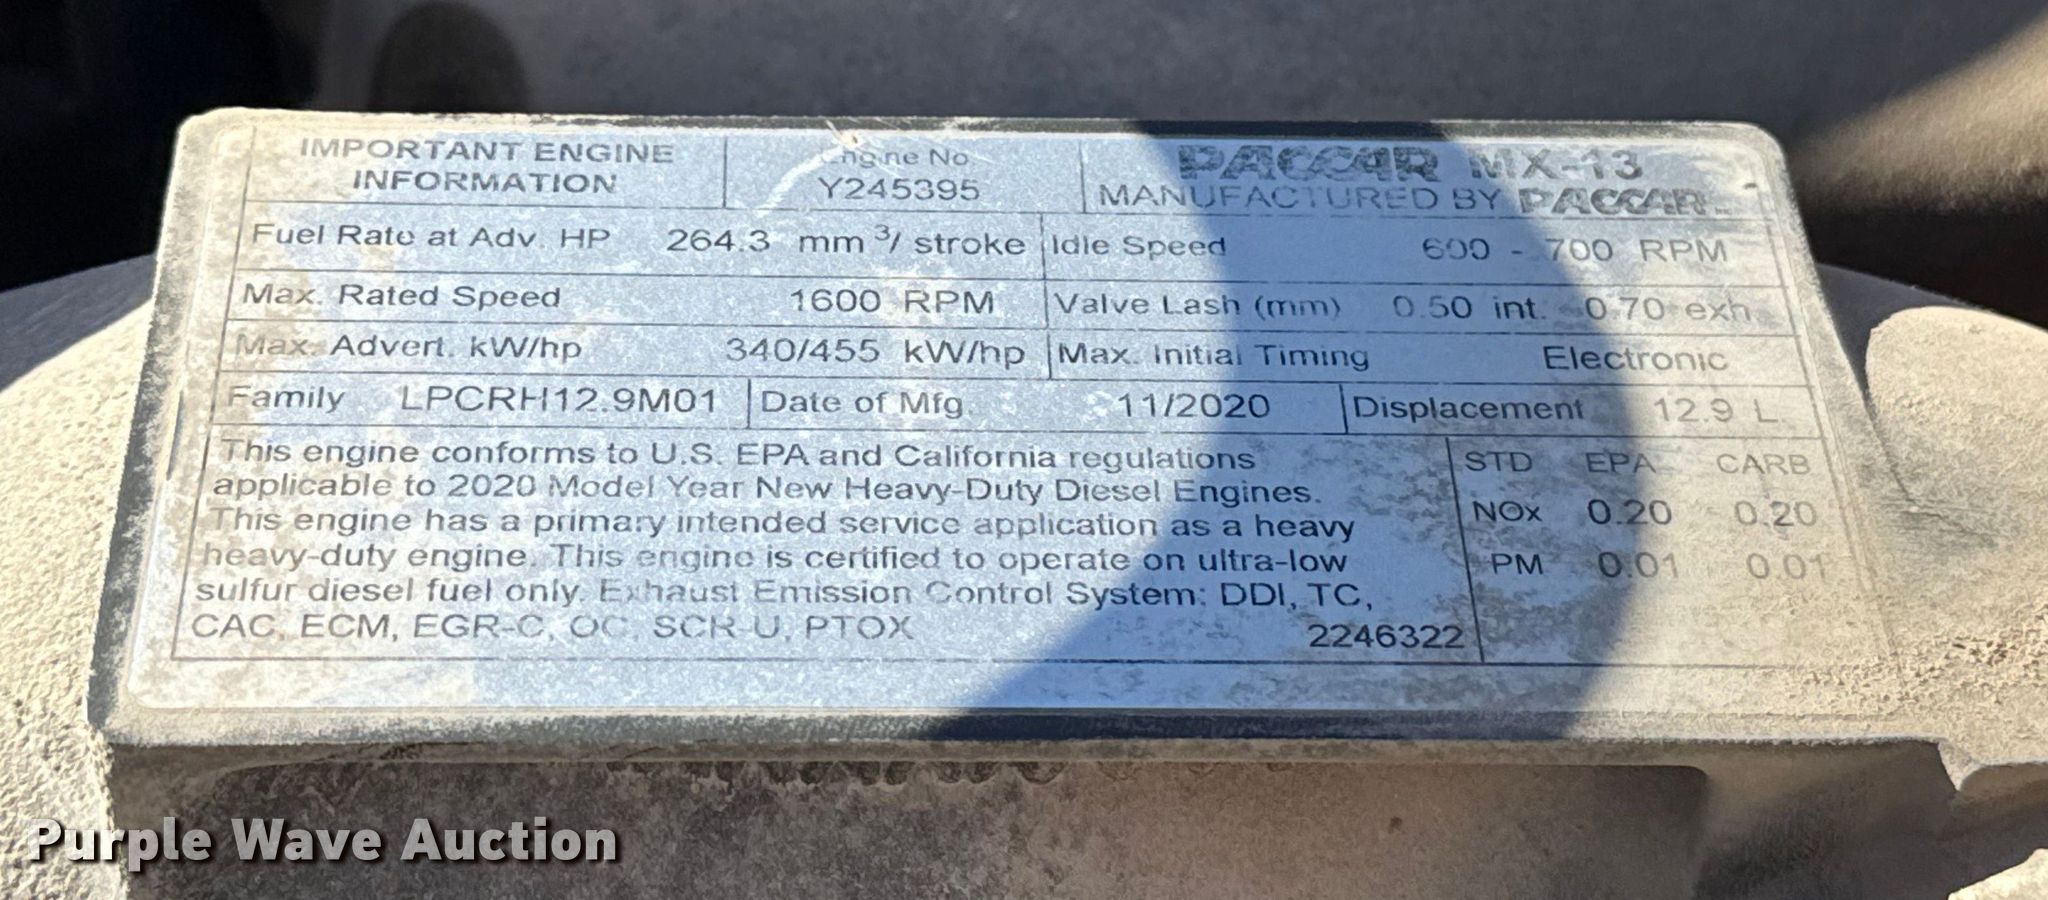 IMPORTANT ENGINE
INFORMATION
Engine No
Y245395
PACCAR MX-13
MANUFACTURED BY PACCAR
Fuel Rate at Adv. HP 264.3 mm³/ stroke
Idle Speed 600 - 700 RPM
Max. Rated Speed 1600 RPM
Valve Lash (mm) 0.50 int. 0.70 exh.
Max. Advert. kW/hp 340/455 kW/hp
Max. Initial Timing Electronic
Family LPCRH12.9M01
Date of Mfg. 11/2020
Displacement 12.9 L
This engine conforms to U.S. EPA and California regulations
applicable to 2020 Model Year New Heavy-Duty Diesel Engines.
This engine has a primary intended service application as a heavy
heavy-duty engine. This engine is certified to operate on ultra-low
sulfur diesel fuel only. Exhaust Emission Control System: DDI, TC,
CAC, ECM, EGR-C, OC, SCR-U, PTOX
2246322
STD EPA CARB
NOx 0.20 0.20
PM 0.01 0.01
Purple Wave Auction